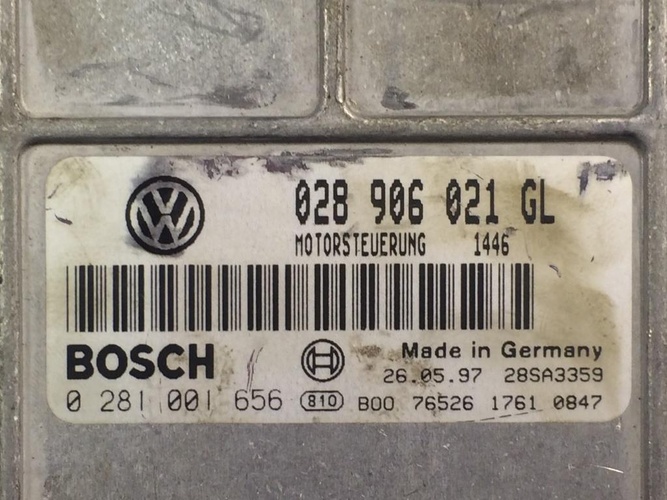 028 906 021 GL
MOTORSTEUERUNG 1446
BOSCH
Made in Germany
26.05.97 28SA3359
0 281 001 656 810 B00 76526 1761 0847